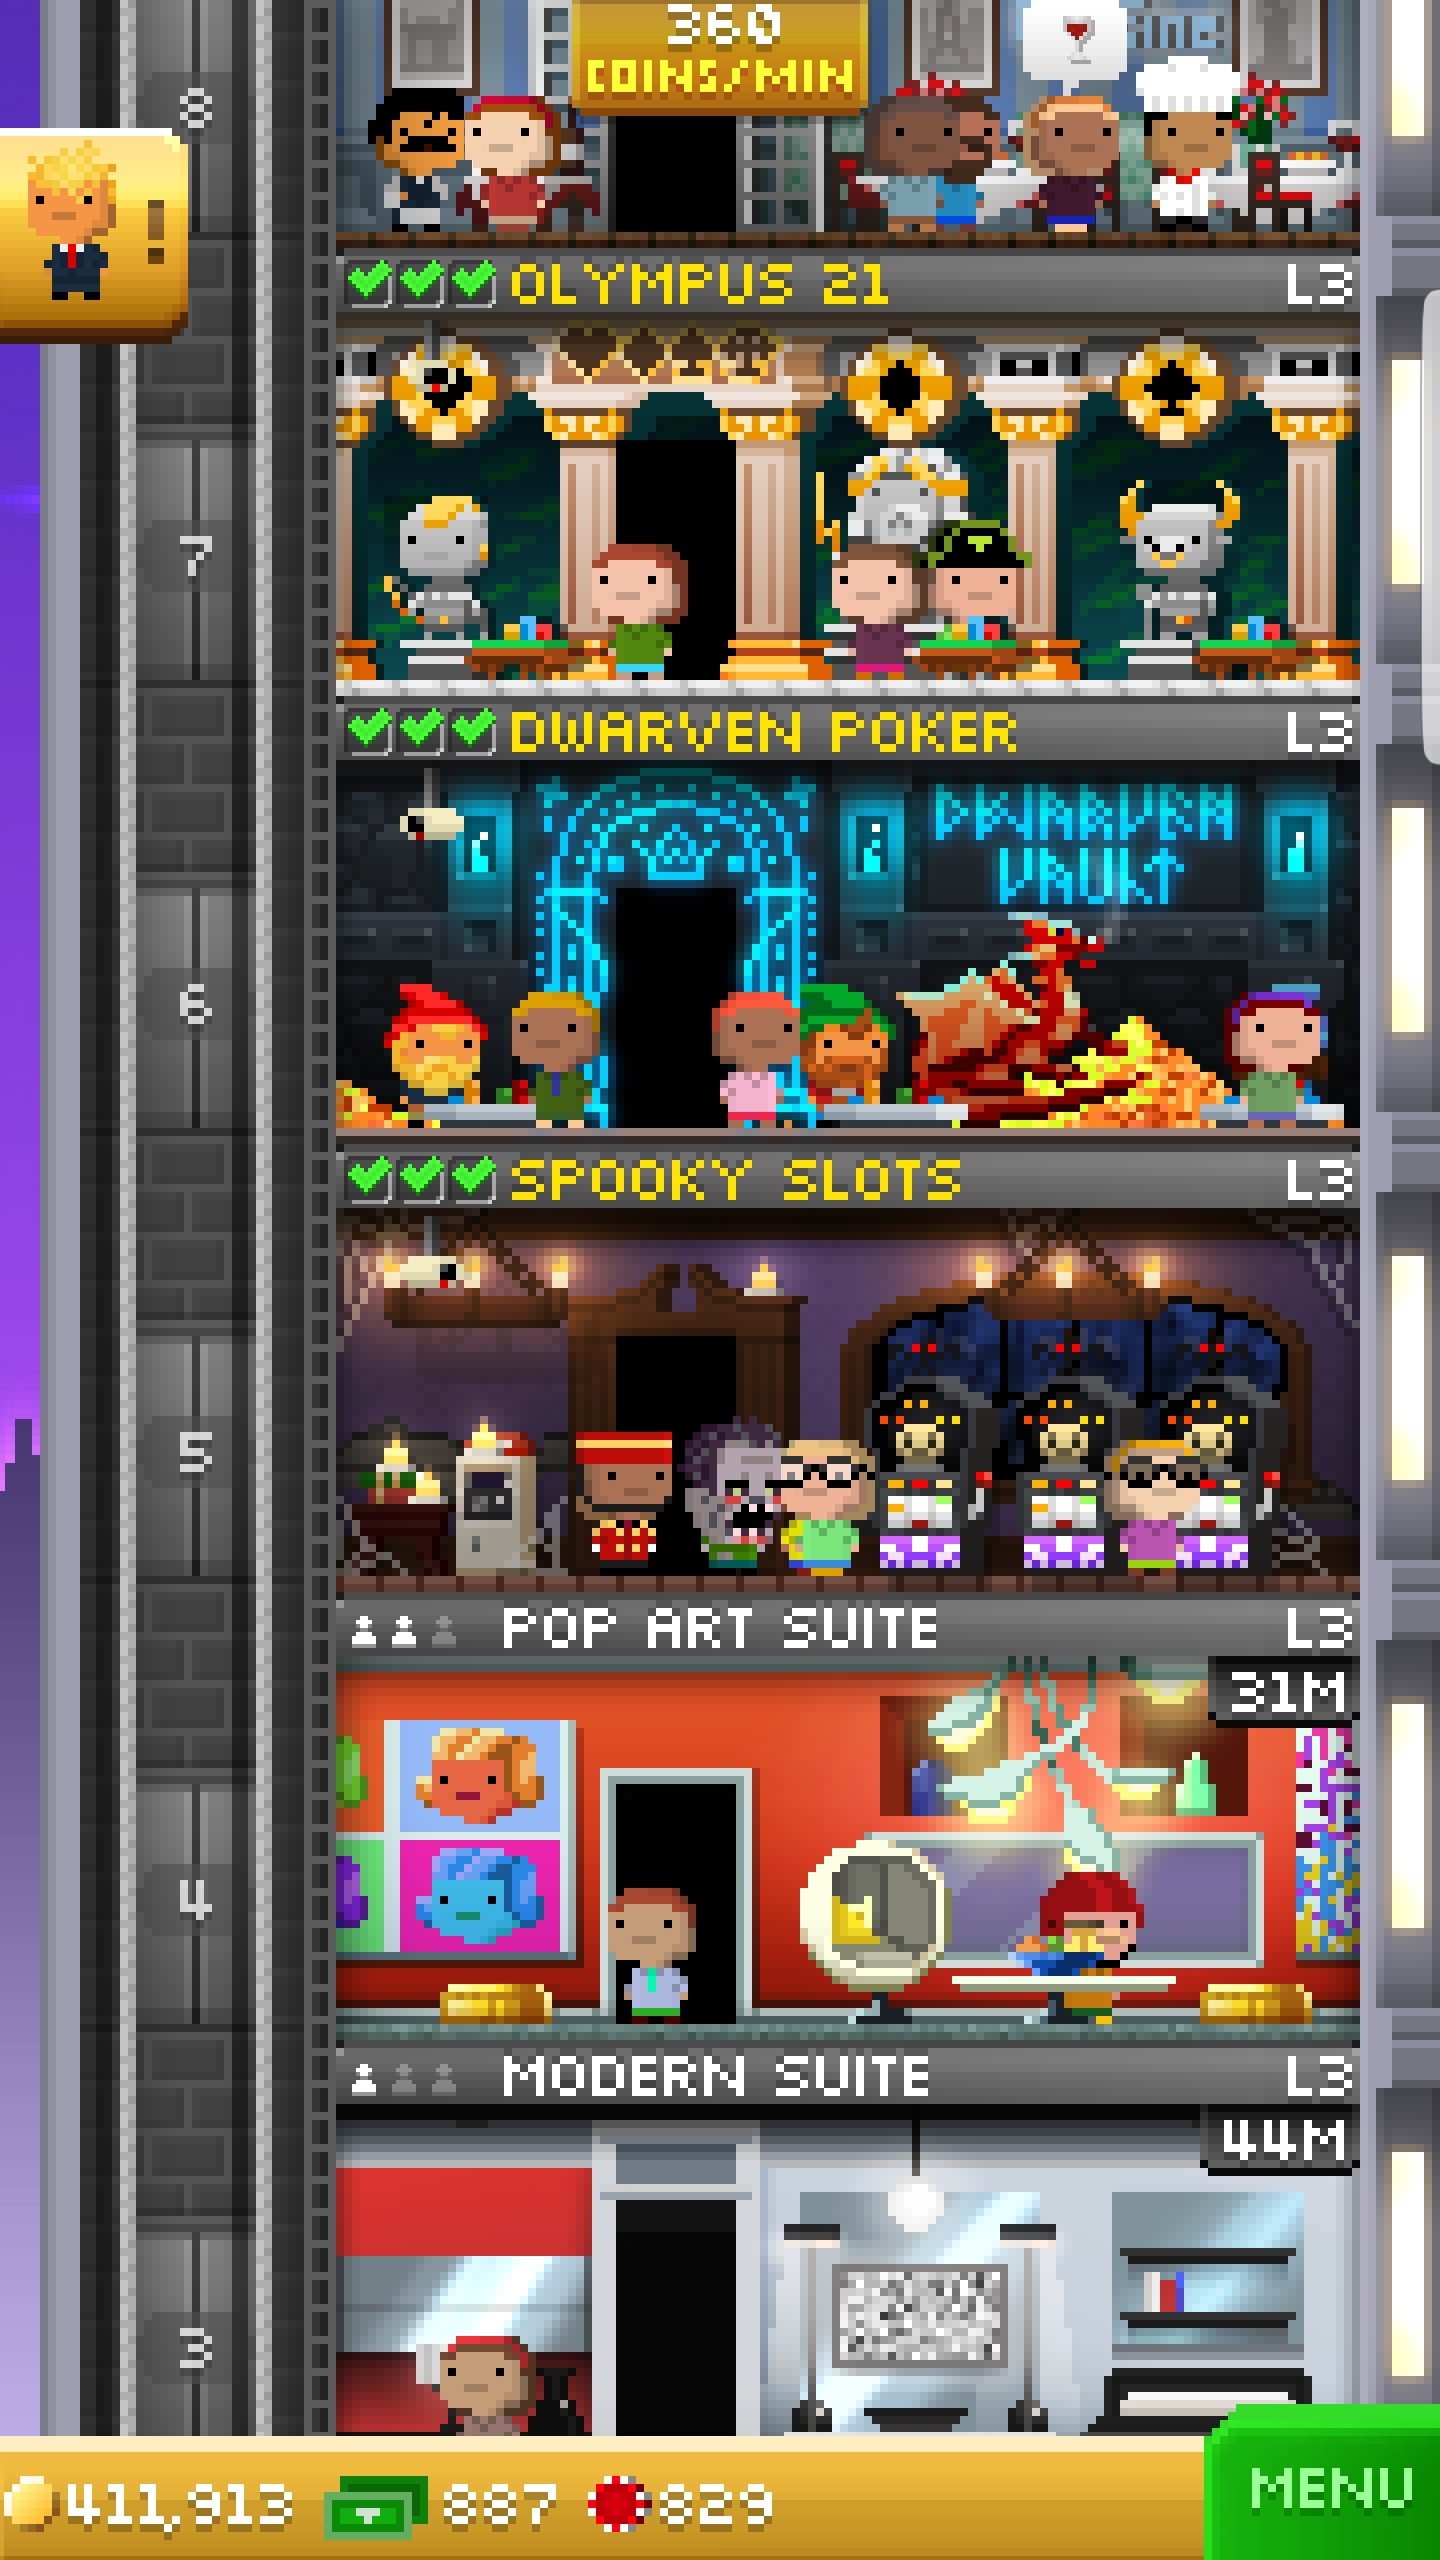 360
COINS/MIN
8
!
OLYMPUS 21 L3
7
DWARVEN POKER L3
DWARVEN
VAULT
6
SPOOKY SLOTS L3
5
POP ART SUITE L3
31M
4
MODERN SUITE L3
44M
3
411,913 887 829
MENU